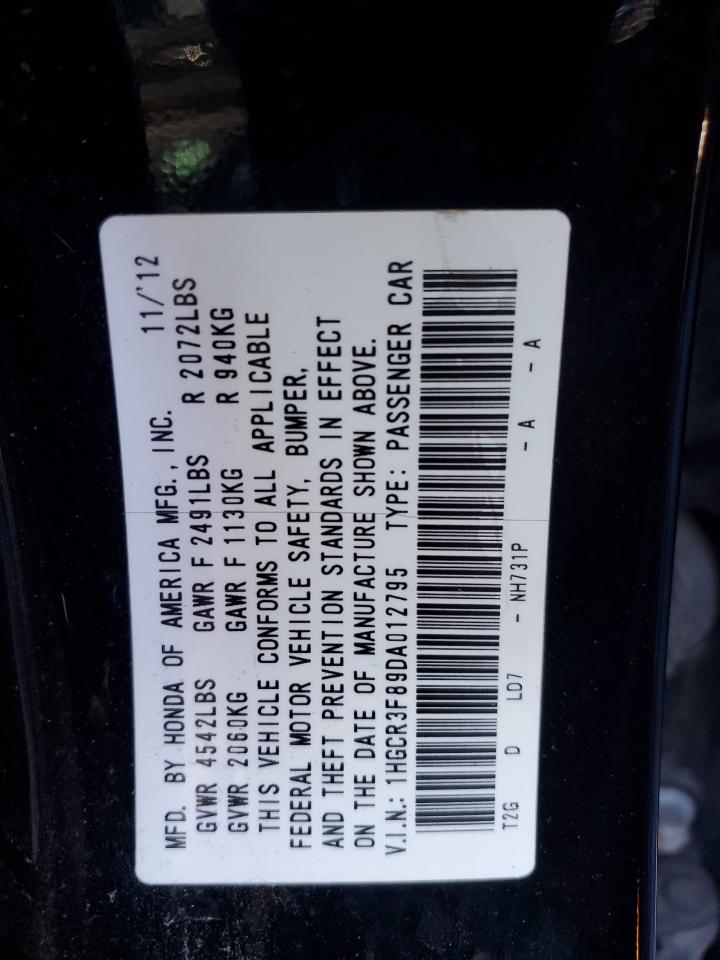 MFD. BY HONDA OF AMERICA MFG., INC. 11/'12
GVWR 4542LBS GAWR F 2491LBS R 2072LBS
GVWR 2060KG GAWR F 1130KG R 940KG
THIS VEHICLE CONFORMS TO ALL APPLICABLE
FEDERAL MOTOR VEHICLE SAFETY, BUMPER,
AND THEFT PREVENTION STANDARDS IN EFFECT
ON THE DATE OF MANUFACTURE SHOWN ABOVE.
V.I.N.: 1HGCR3F89DA012795 TYPE: PASSENGER CAR
T2G D LD7 - NH731P - A - A